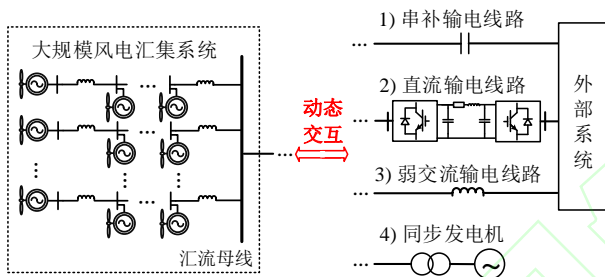 大规模风电汇集系统
汇流母线
动态
交互
1) 串补输电线路
2) 直流输电线路
3) 弱交流输电线路
4) 同步发电机
外部系统